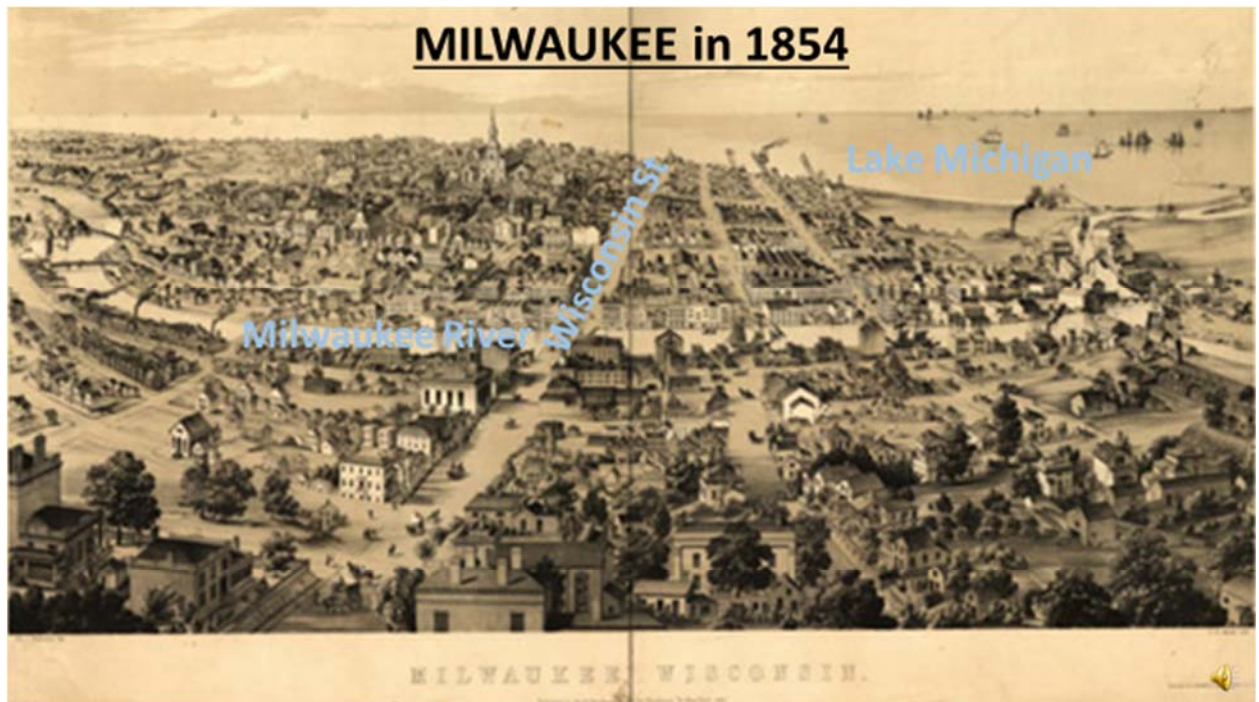 MILWAUKEE in 1854
Lake Michigan
Wisconsin St
Milwaukee River
MILWAUKEE, WISCONSIN.